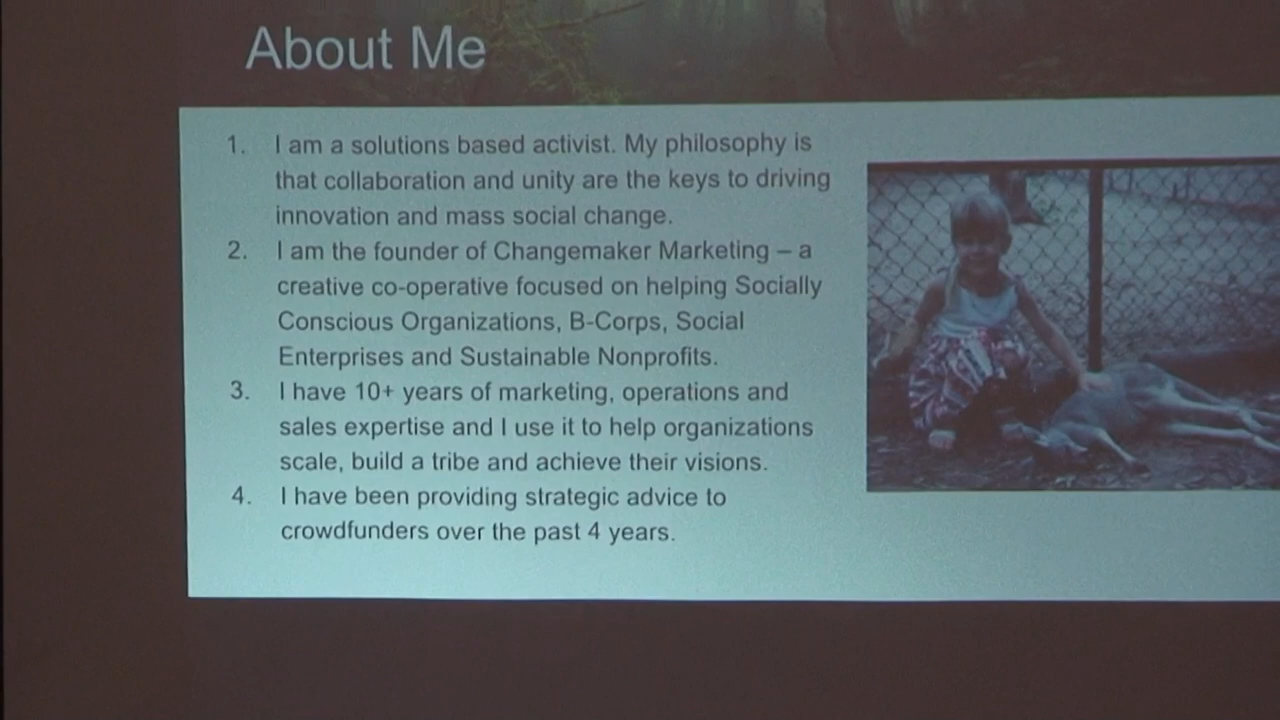 About Me
1. I am a solutions based activist. My philosophy is
that collaboration and unity are the keys to driving
innovation and mass social change.
2. I am the founder of Changemaker Marketing – a
creative co-operative focused on helping Socially
Conscious Organizations, B-Corps, Social
Enterprises and Sustainable Nonprofits.
3. I have 10+ years of marketing, operations and
sales expertise and I use it to help organizations
scale, build a tribe and achieve their visions.
4. I have been providing strategic advice to
crowdfunders over the past 4 years.